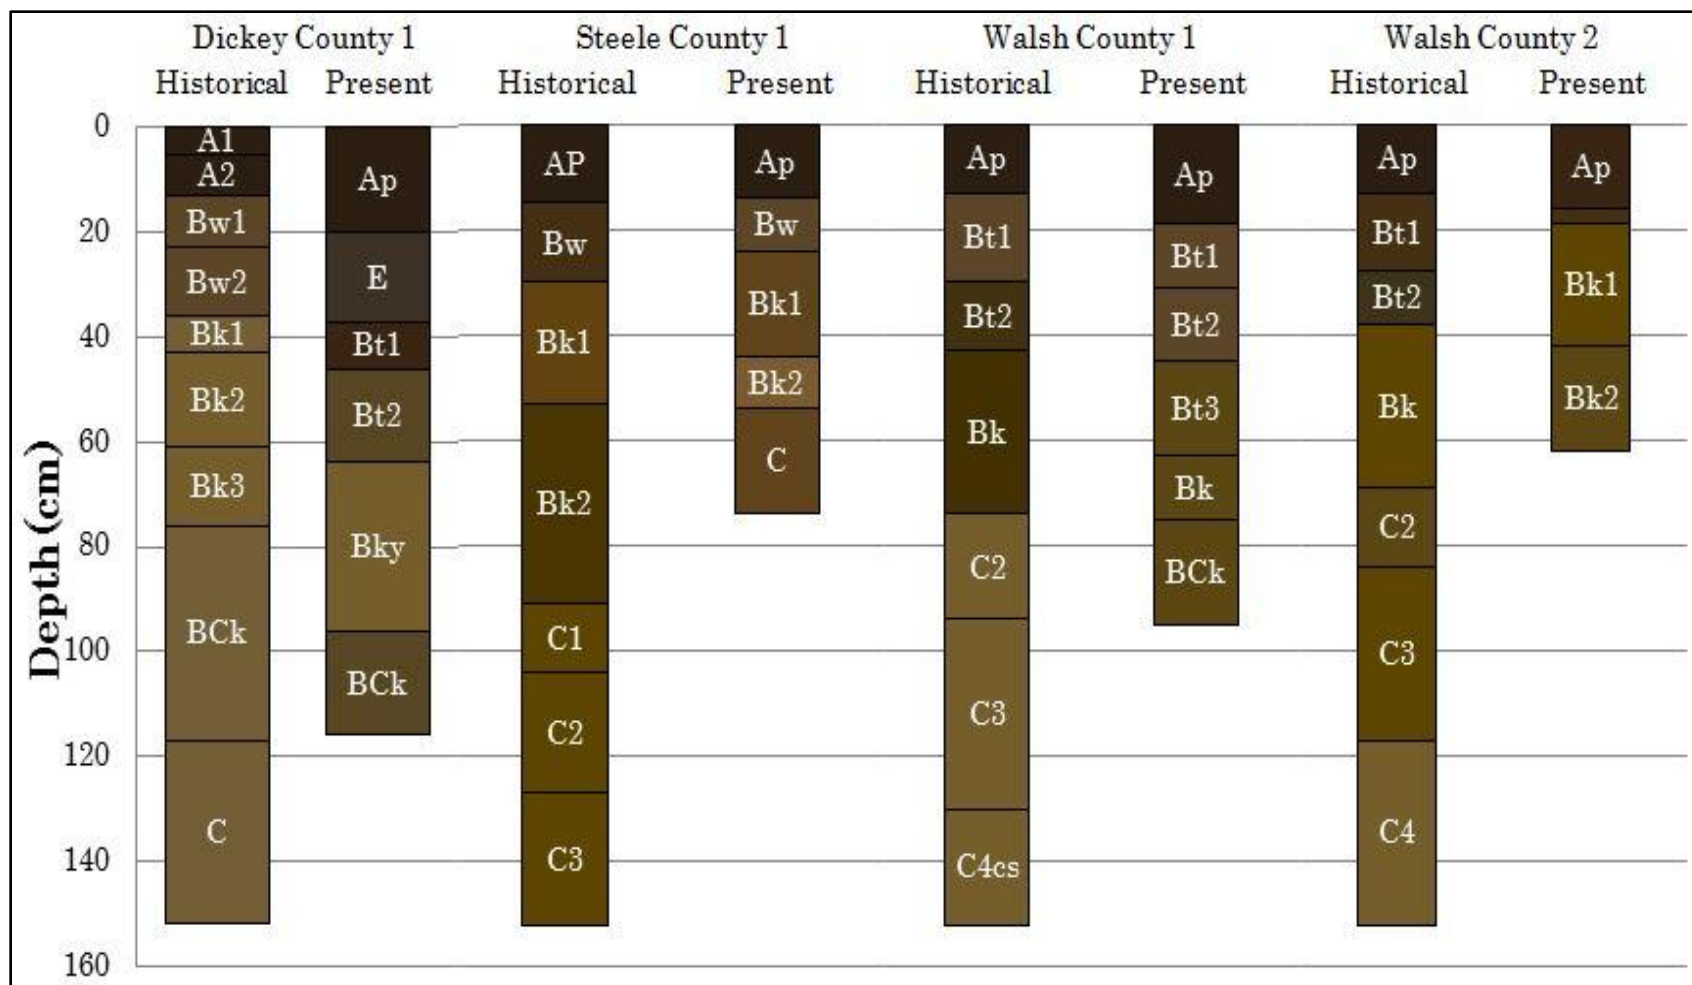 Dickey County 1 Steele County 1 Walsh County 1 Walsh County 2
Historical Present Historical Present Historical Present Historical Present
Depth (cm)
0
20
40
60
80
100
120
140
160
A1
A2
Bw1
Bw2
Bk1
Bk2
Bk3
BCk
C
Ap
E
Bt1
Bt2
Bky
BCk
AP
Bw
Bk1
Bk2
C1
C2
C3
Ap
Bw
Bk1
Bk2
C
Ap
Bt1
Bt2
Bk
C2
C3
C4cs
Ap
Bt1
Bt2
Bt3
Bk
BCk
Ap
Bt1
Bt2
Bk
C2
C3
C4
Ap
Bk1
Bk2